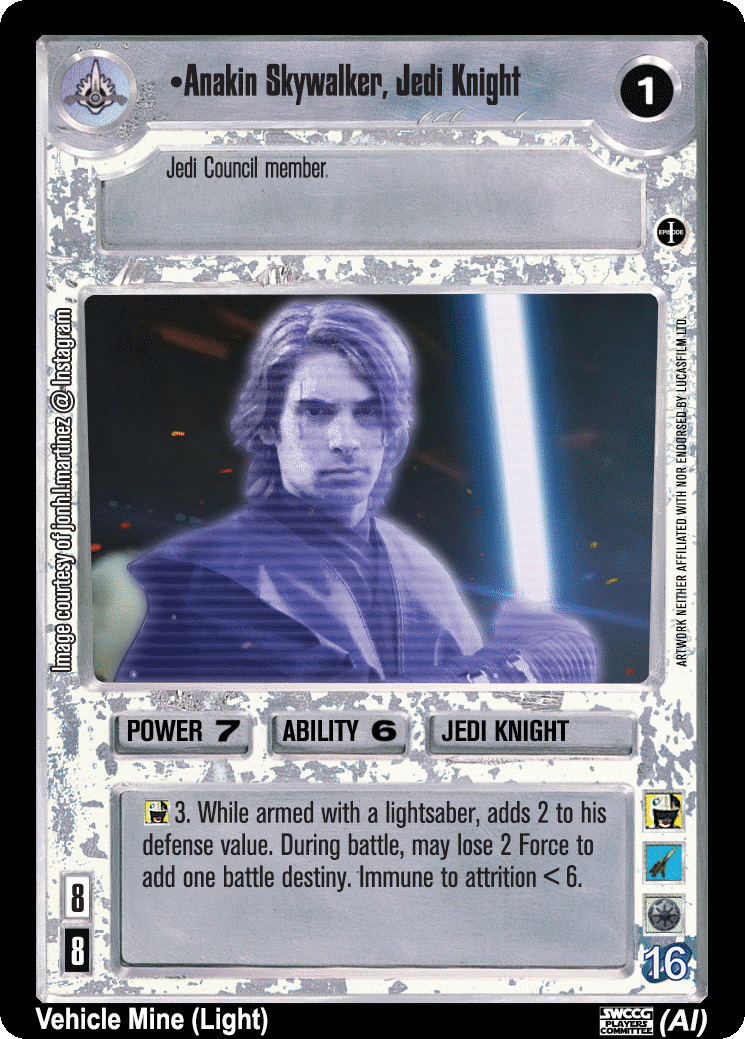 •Anakin Skywalker, Jedi Knight
1
Jedi Council member.
EPISODE
I
Image courtesy of jonh.l.martinez @ Instagram
ARTWORK NEITHER AFFILIATED WITH NOR ENDORSED BY LUCASFILM LTD.
POWER 7
ABILITY 6
JEDI KNIGHT
3. While armed with a lightsaber, adds 2 to his
defense value. During battle, may lose 2 Force to
add one battle destiny. Immune to attrition < 6.
8
8
16
Vehicle Mine (Light)
SWCCG
PLAYERS
COMMITTEE
(AI)